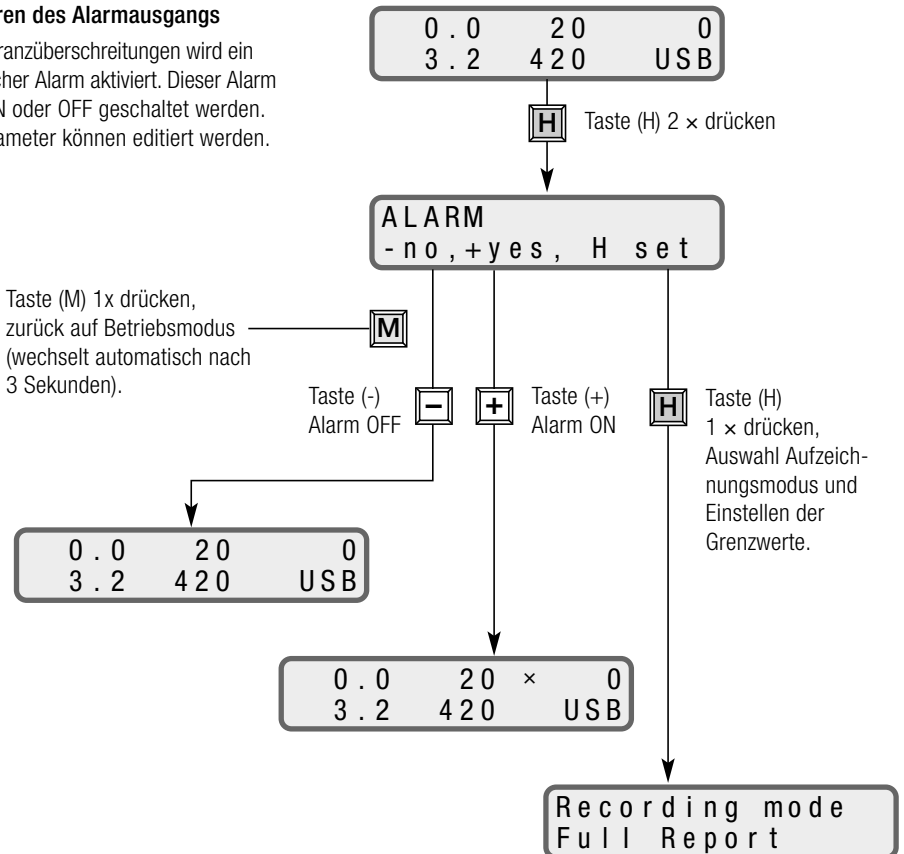 ren des Alarmausgangs
ranzüberschreitungen wird ein
cher Alarm aktiviert. Dieser Alarm
N oder OFF geschaltet werden.
ameter können editiert werden.
0.0 20 0
3.2 420 USB
H
Taste (H) 2 × drücken
ALARM
-no,+yes, H set
Taste (M) 1x drücken,
zurück auf Betriebsmodus
(wechselt automatisch nach
3 Sekunden).
M
Taste (-)
Alarm OFF
−
+
Taste (+)
Alarm ON
H
Taste (H)
1 × drücken,
Auswahl Aufzeich-
nungsmodus und
Einstellen der
Grenzwerte.
0.0 20 0
3.2 420 USB
0.0 20 × 0
3.2 420 USB
Recording mode
Full Report